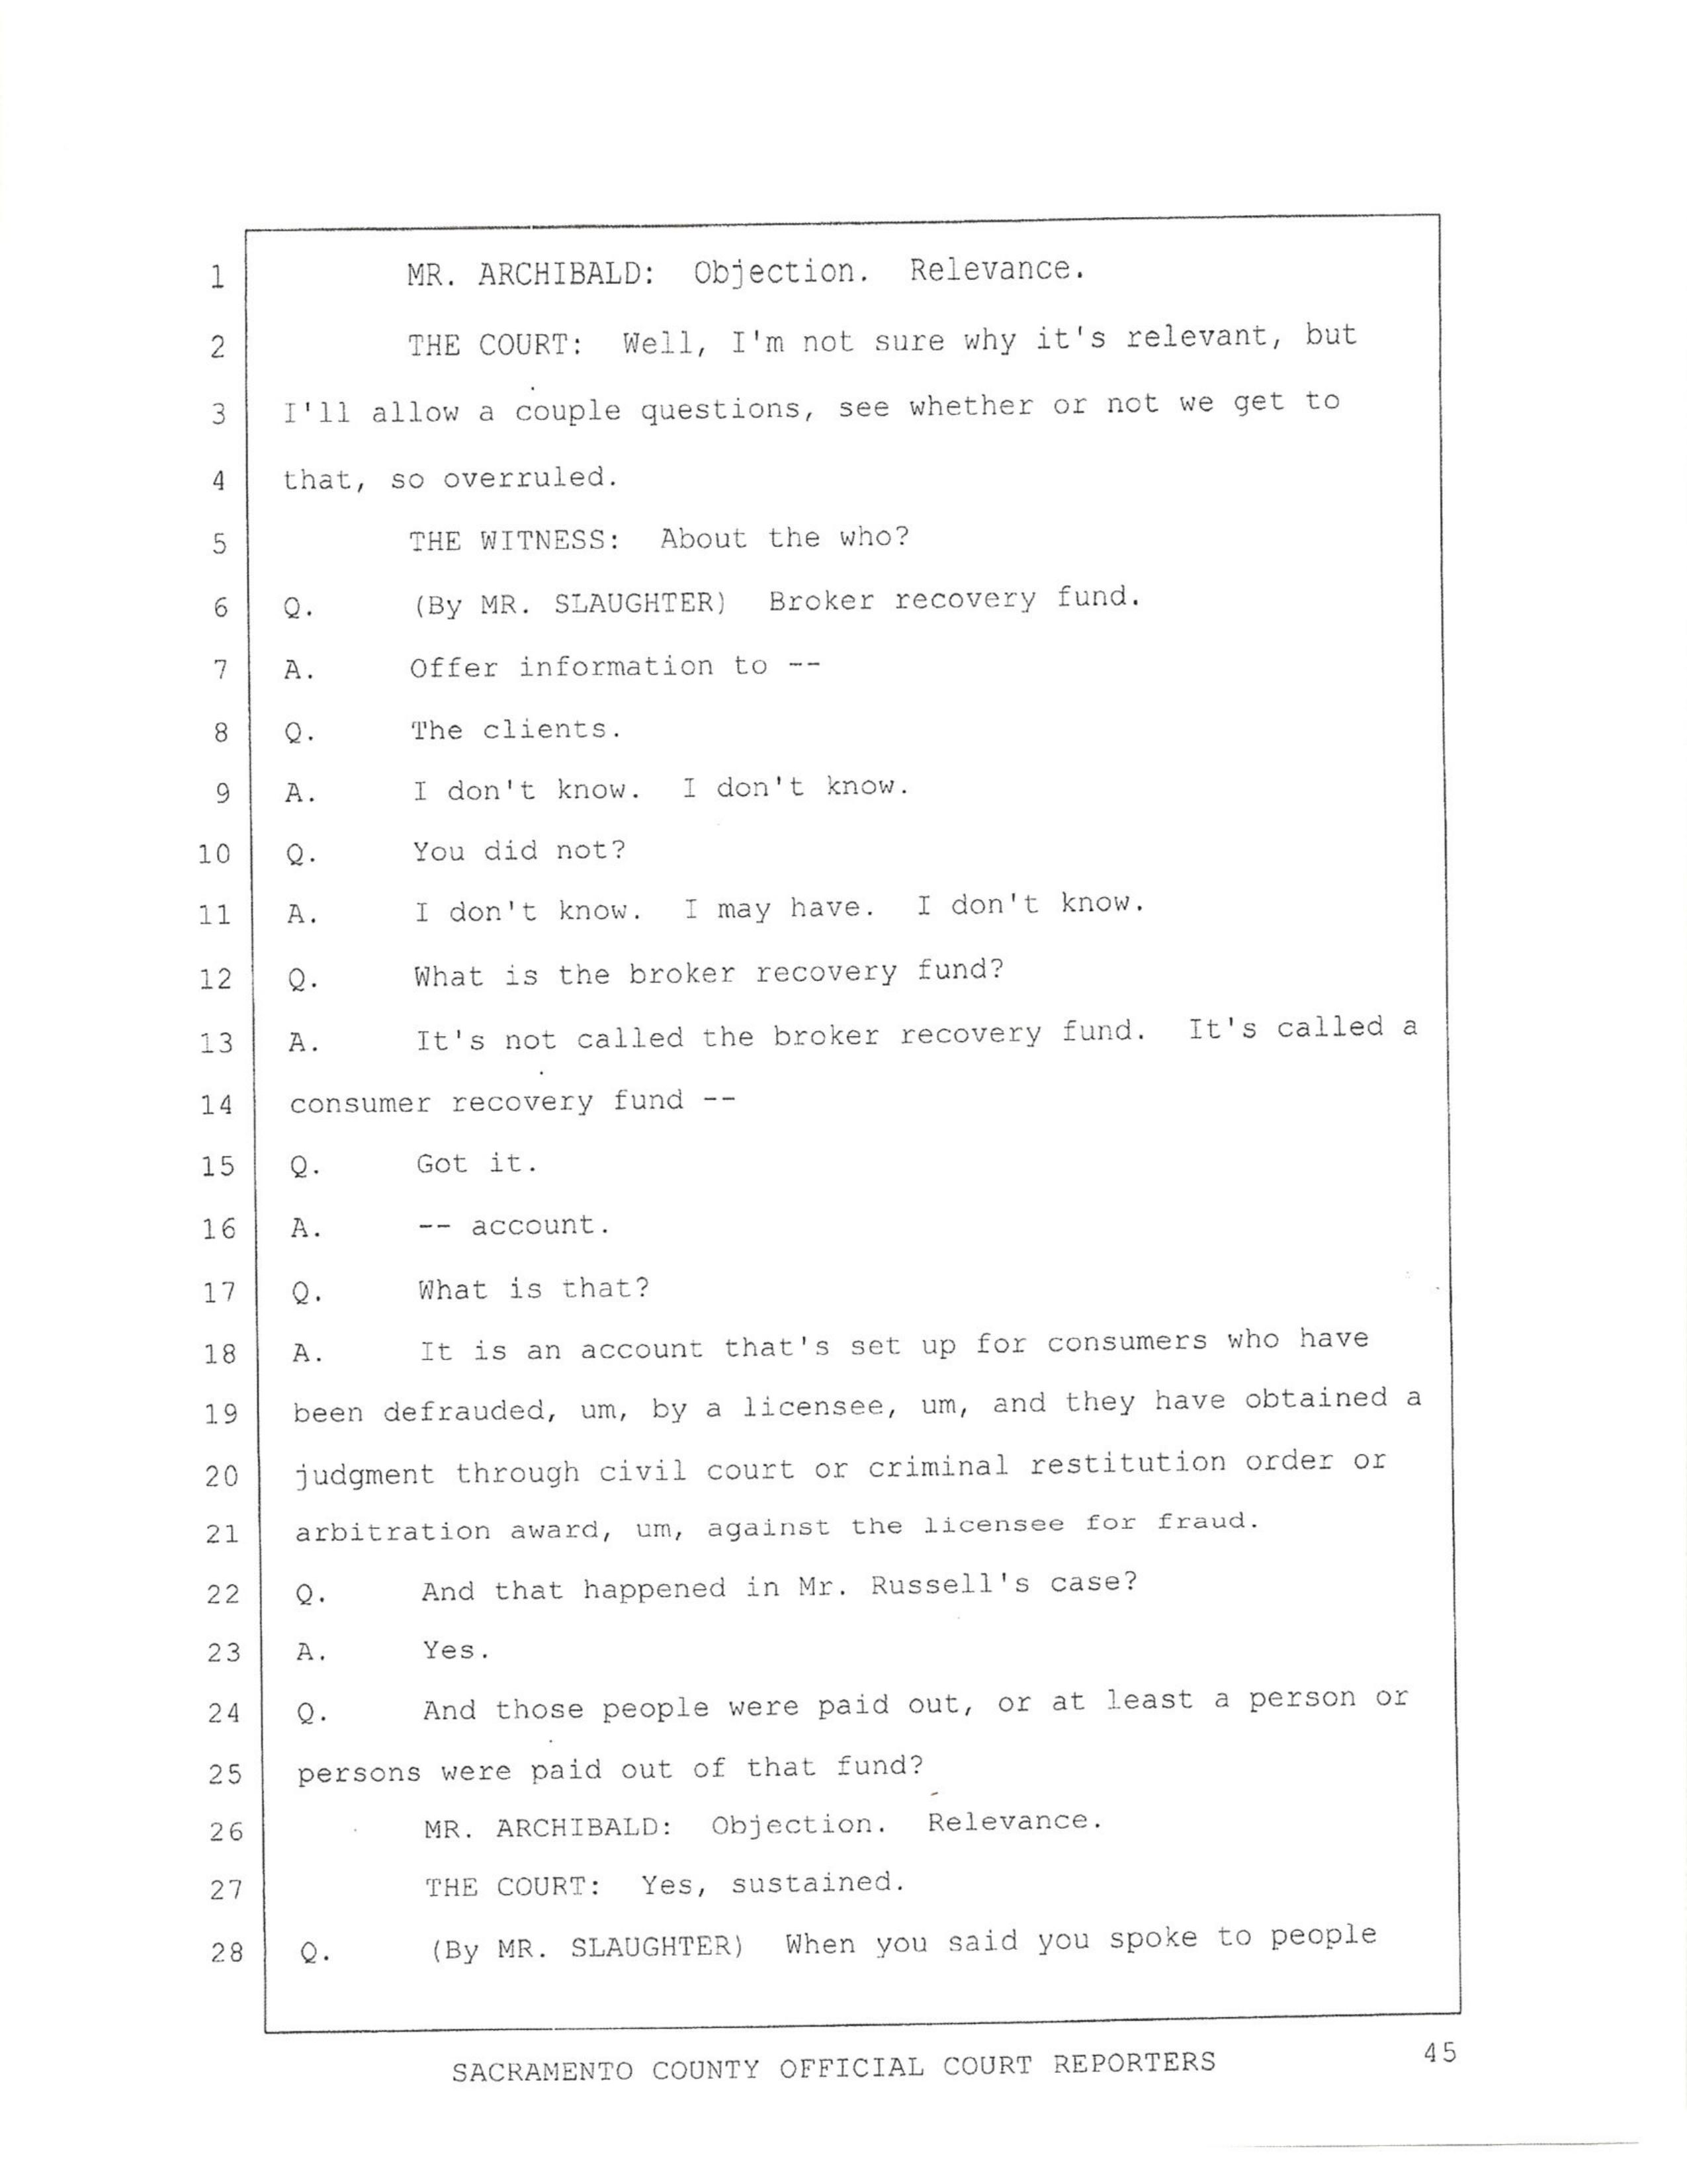 1 MR. ARCHIBALD: Objection. Relevance.
2 THE COURT: Well, I'm not sure why it's relevant, but
3 I'll allow a couple questions, see whether or not we get to
4 that, so overruled.
5 THE WITNESS: About the who?
6 Q. (By MR. SLAUGHTER) Broker recovery fund.
7 A. Offer information to --
8 Q. The clients.
9 A. I don't know. I don't know.
10 Q. You did not?
11 A. I don't know. I may have. I don't know.
12 Q. What is the broker recovery fund?
13 A. It's not called the broker recovery fund. It's called a
14 consumer recovery fund --
15 Q. Got it.
16 A. -- account.
17 Q. What is that?
18 A. It is an account that's set up for consumers who have
19 been defrauded, um, by a licensee, um, and they have obtained a
20 judgment through civil court or criminal restitution order or
21 arbitration award, um, against the licensee for fraud.
22 Q. And that happened in Mr. Russell's case?
23 A. Yes.
24 Q. And those people were paid out, or at least a person or
25 persons were paid out of that fund?
26 MR. ARCHIBALD: Objection. Relevance.
27 THE COURT: Yes, sustained.
28 Q. (By MR. SLAUGHTER) When you said you spoke to people
SACRAMENTO COUNTY OFFICIAL COURT REPORTERS 45